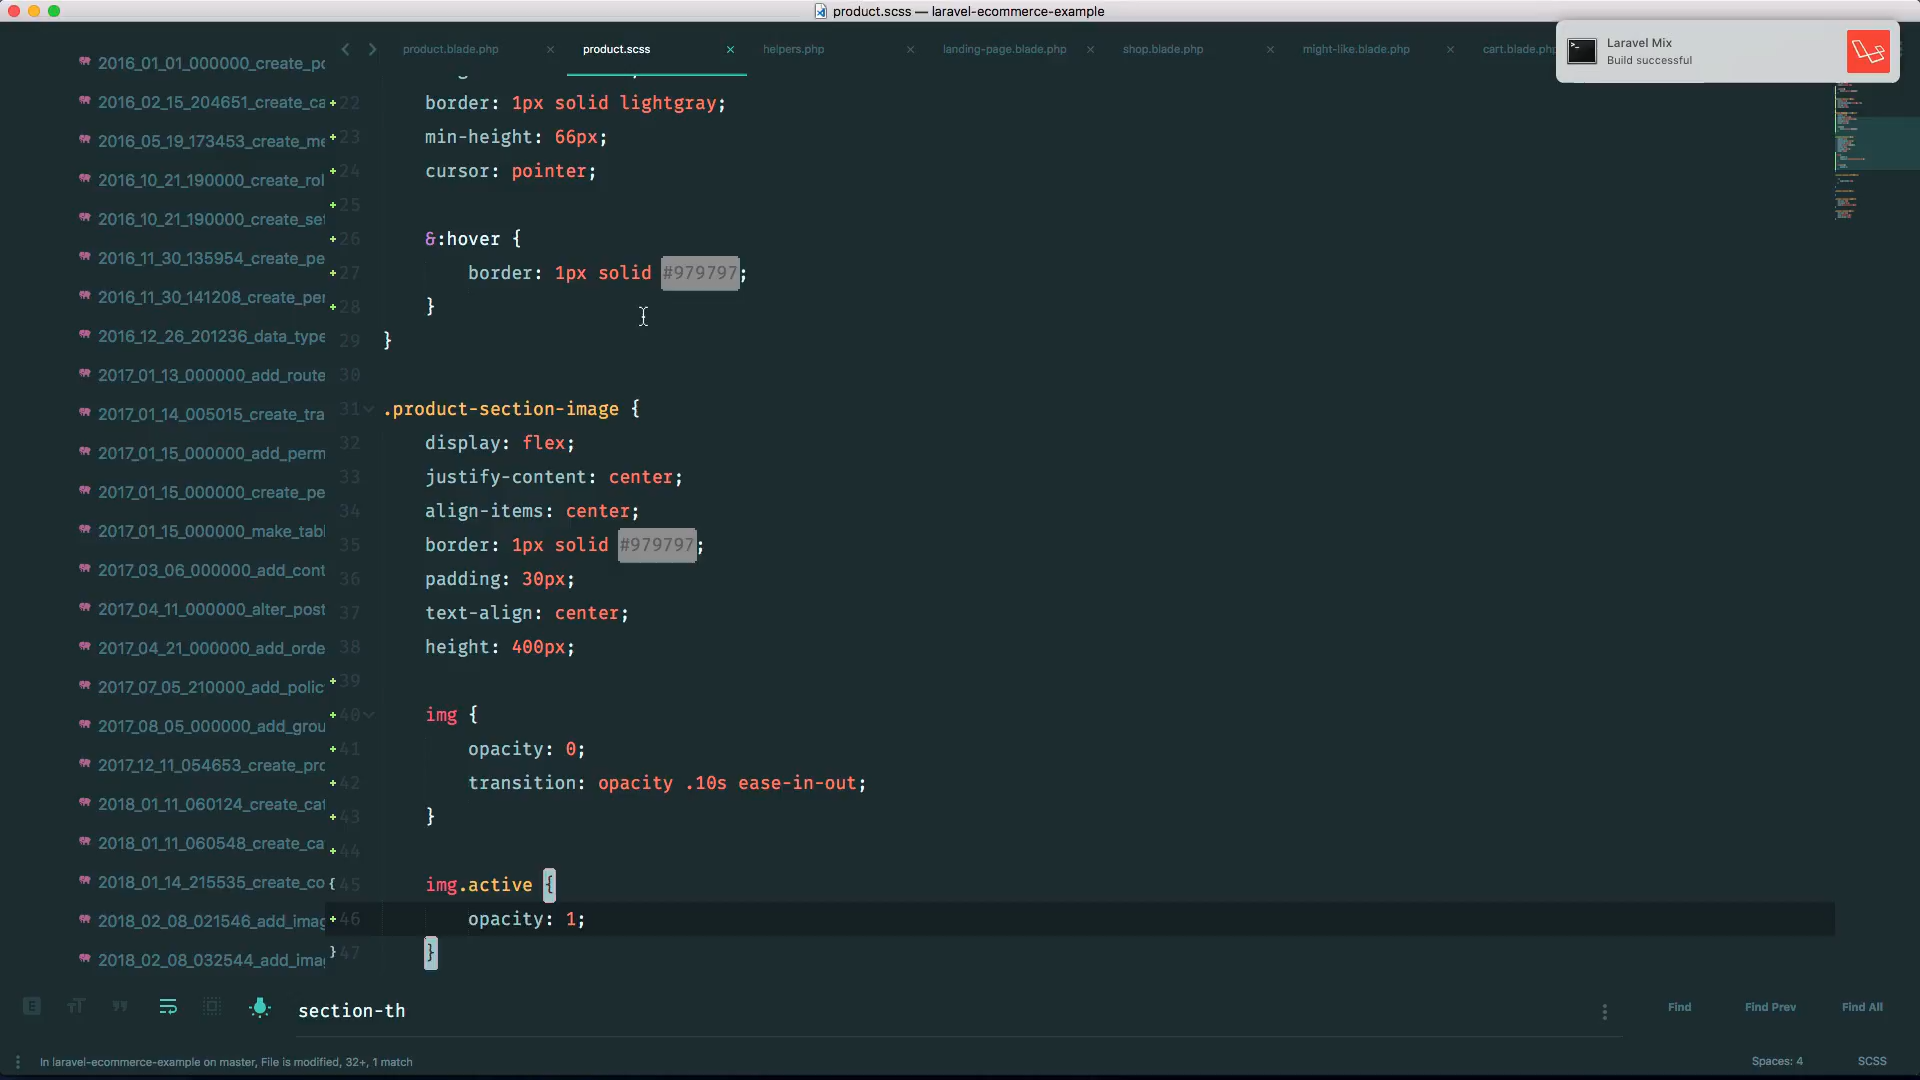 product.scss — laravel-ecommerce-example
product.blade.php
product.scss
helpers.php
landing-page.blade.php
shop.blade.php
might-like.blade.php
cart.blade.php
Laravel Mix
Build successful
2016_01_01_000000_create_po
2016_02_15_204651_create_ca
2016_05_19_173453_create_me
2016_10_21_190000_create_rol
2016_10_21_190000_create_set
2016_11_30_135954_create_pe
2016_11_30_141208_create_per
2016_12_26_201236_data_type
2017_01_13_000000_add_route
2017_01_14_005015_create_tra
2017_01_15_000000_add_perm
2017_01_15_000000_create_pe
2017_01_15_000000_make_tabl
2017_03_06_000000_add_cont
2017_04_11_000000_alter_post
2017_04_21_000000_add_orde
2017_07_05_210000_add_polic
2017_08_05_000000_add_grou
2017_12_11_054653_create_pro
2018_01_11_060124_create_cat
2018_01_11_060548_create_ca
2018_01_14_215535_create_co
2018_02_08_021546_add_imag
2018_02_08_032544_add_imag
22 border: 1px solid lightgray;
23 min-height: 66px;
24 cursor: pointer;
25
26 &:hover {
27 border: 1px solid #979797;
28 }
29 }
30
31 .product-section-image {
32 display: flex;
33 justify-content: center;
34 align-items: center;
35 border: 1px solid #979797;
36 padding: 30px;
37 text-align: center;
38 height: 400px;
39
40 img {
41 opacity: 0;
42 transition: opacity .10s ease-in-out;
43 }
44
45 img.active {
46 opacity: 1;
47 }
section-th
Find
Find Prev
Find All
In laravel-ecommerce-example on master, File is modified, 32+, 1 match
Spaces: 4
SCSS